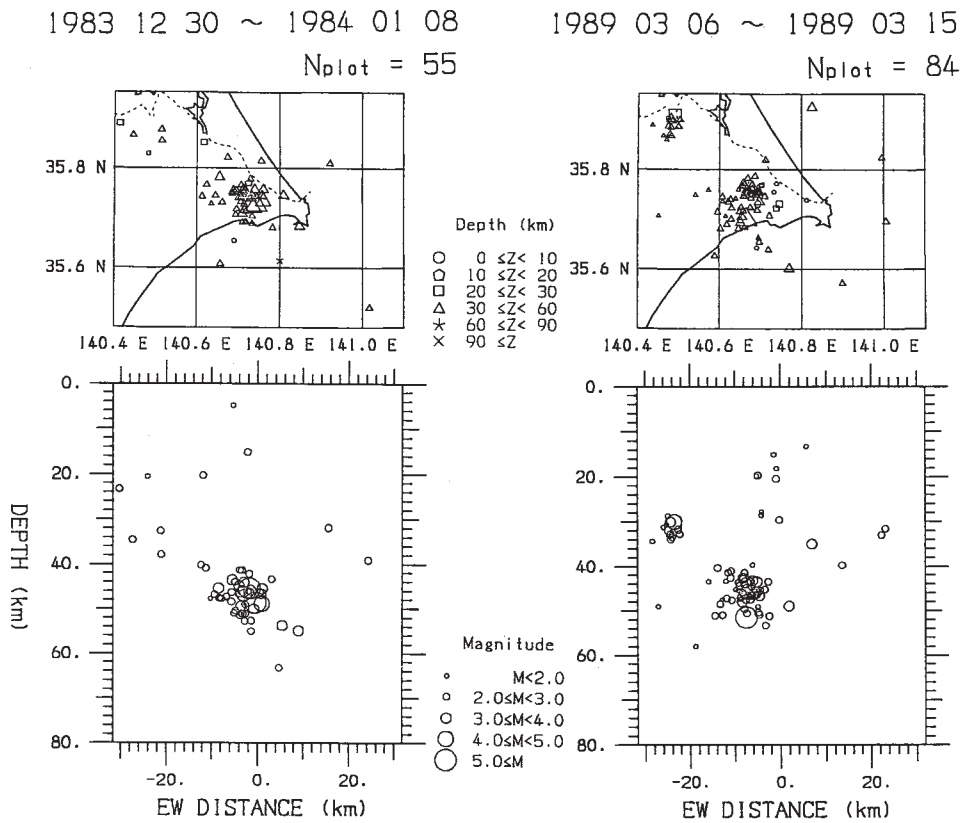 1983 12 30 ~ 1984 01 08
Nplot = 55
1989 03 06 ~ 1989 03 15
Nplot = 84
35.8 N
35.6 N
140.4 E 140.6 E 140.8 E 141.0 E
Depth (km)
0 ≤Z< 10
10 ≤Z< 20
20 ≤Z< 30
30 ≤Z< 60
60 ≤Z< 90
90 ≤Z
35.8 N
35.6 N
140.4 E 140.6 E 140.8 E 141.0 E
0.
20.
40.
60.
80.
DEPTH (km)
-20. 0. 20.
EW DISTANCE (km)
Magnitude
M<2.0
2.0≤M<3.0
3.0≤M<4.0
4.0≤M<5.0
5.0≤M
0.
20.
40.
60.
80.
-20. 0. 20.
EW DISTANCE (km)